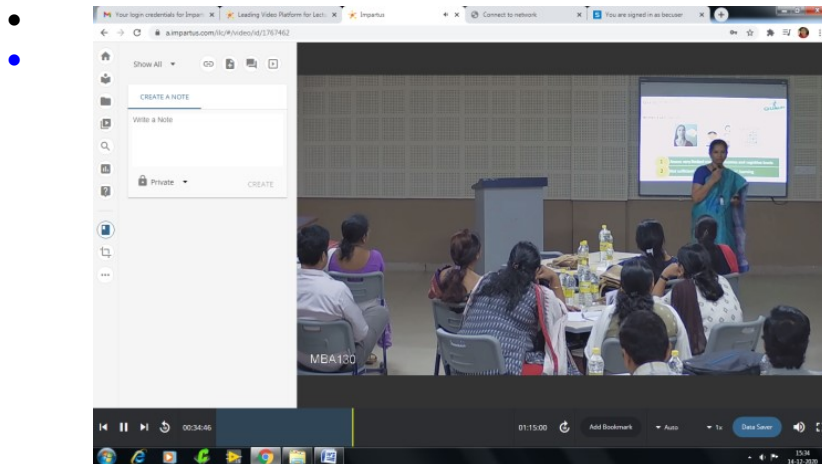 Your login credentials for Impart
Leading Video Platform for Lectu
Impartus
Connect to network
You are signed in as becuser
a.impartus.com/ilc/#/video/id/1767462
Show All
CREATE A NOTE
Write a Note
Private
CREATE
MBA130
00:34:46
01:15:00
Add Bookmark
Auto
1x
Data Saver
15:34
14-12-2020